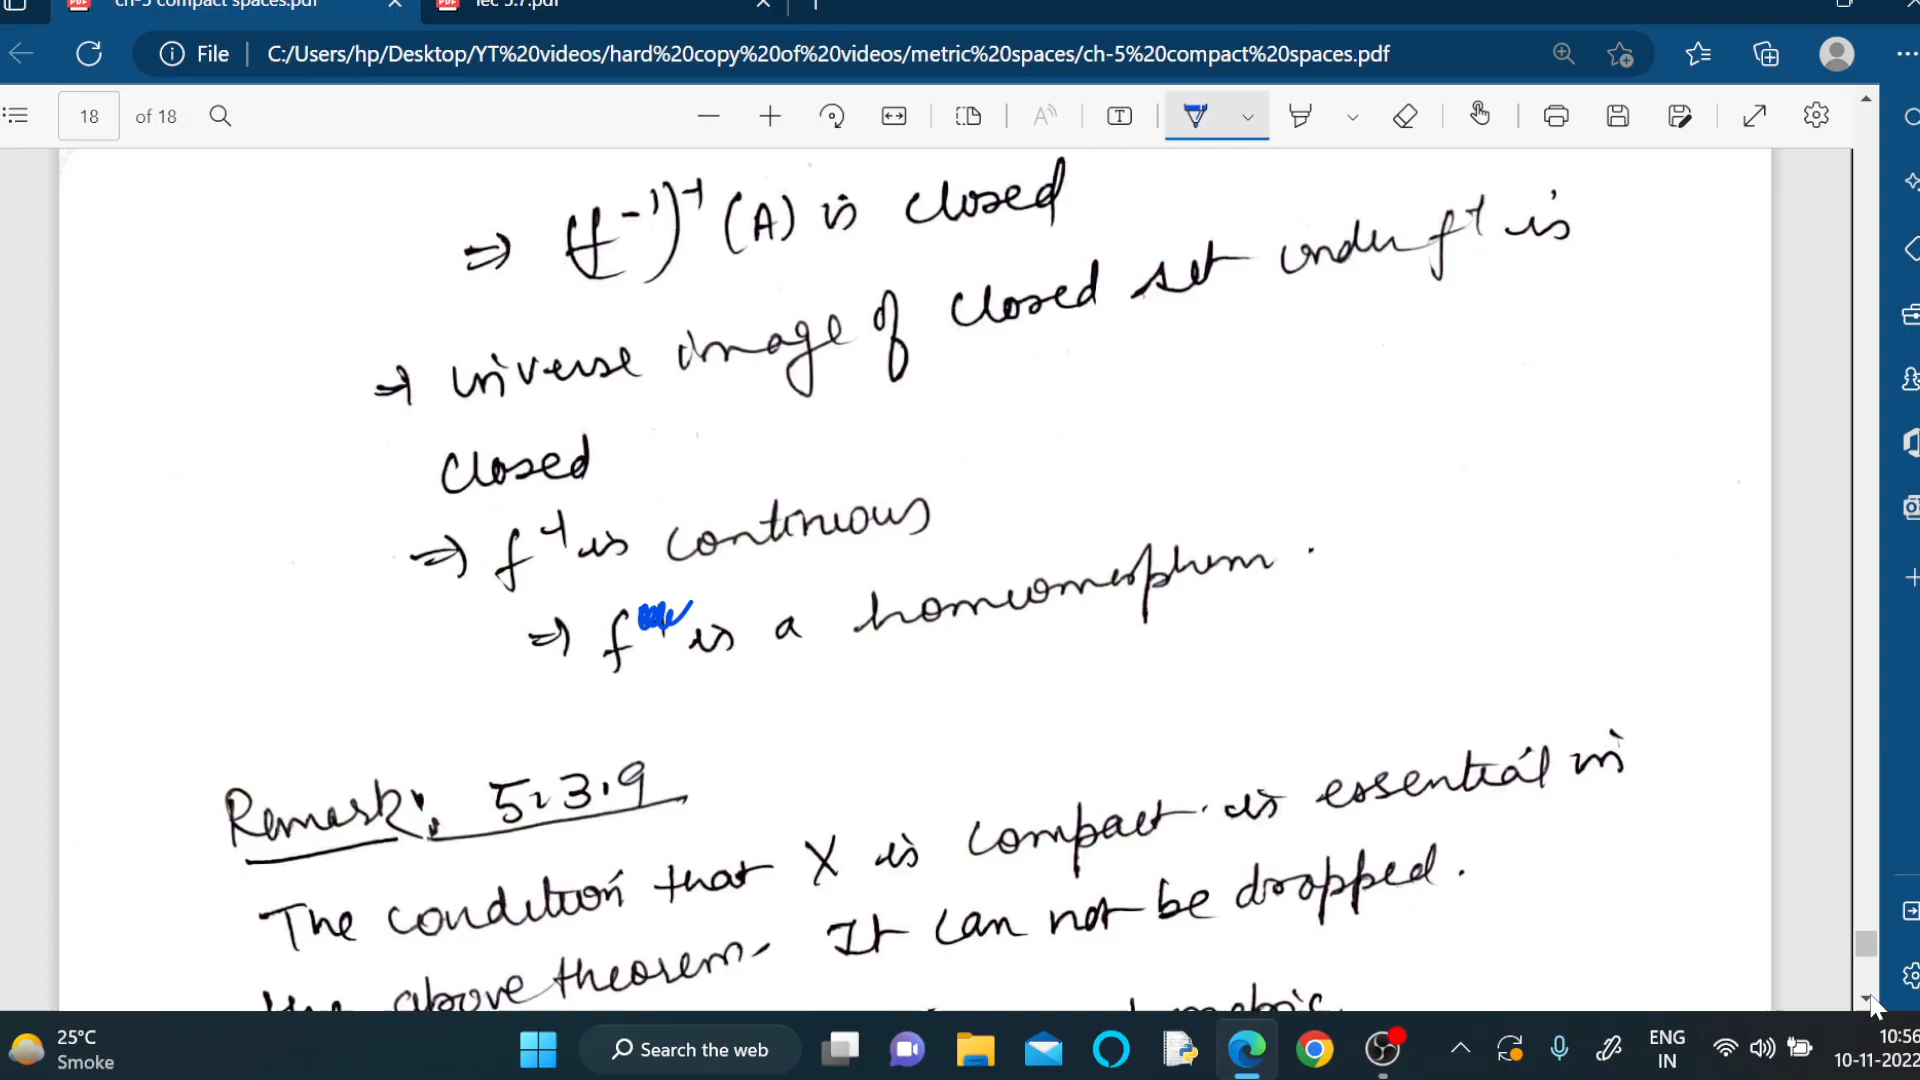 ch-5 compact spaces.pdf
lec 5.7.pdf
File C:/Users/hp/Desktop/YT%20videos/hard%20copy%20of%20videos/metric%20spaces/ch-5%20compact%20spaces.pdf
18 of 18
⇒ (f⁻¹)⁻¹ (A) is closed
⇒ inverse image of closed set under f⁻¹ is
closed
⇒ f⁻¹ is continuous
⇒ f is a homeomorphism.
Remark: 5.3.9
The condition that X is compact is essential in
the above theorem. It can not be dropped.
25°C
Smoke
Search the web
ENG
IN
10:56
10-11-2022